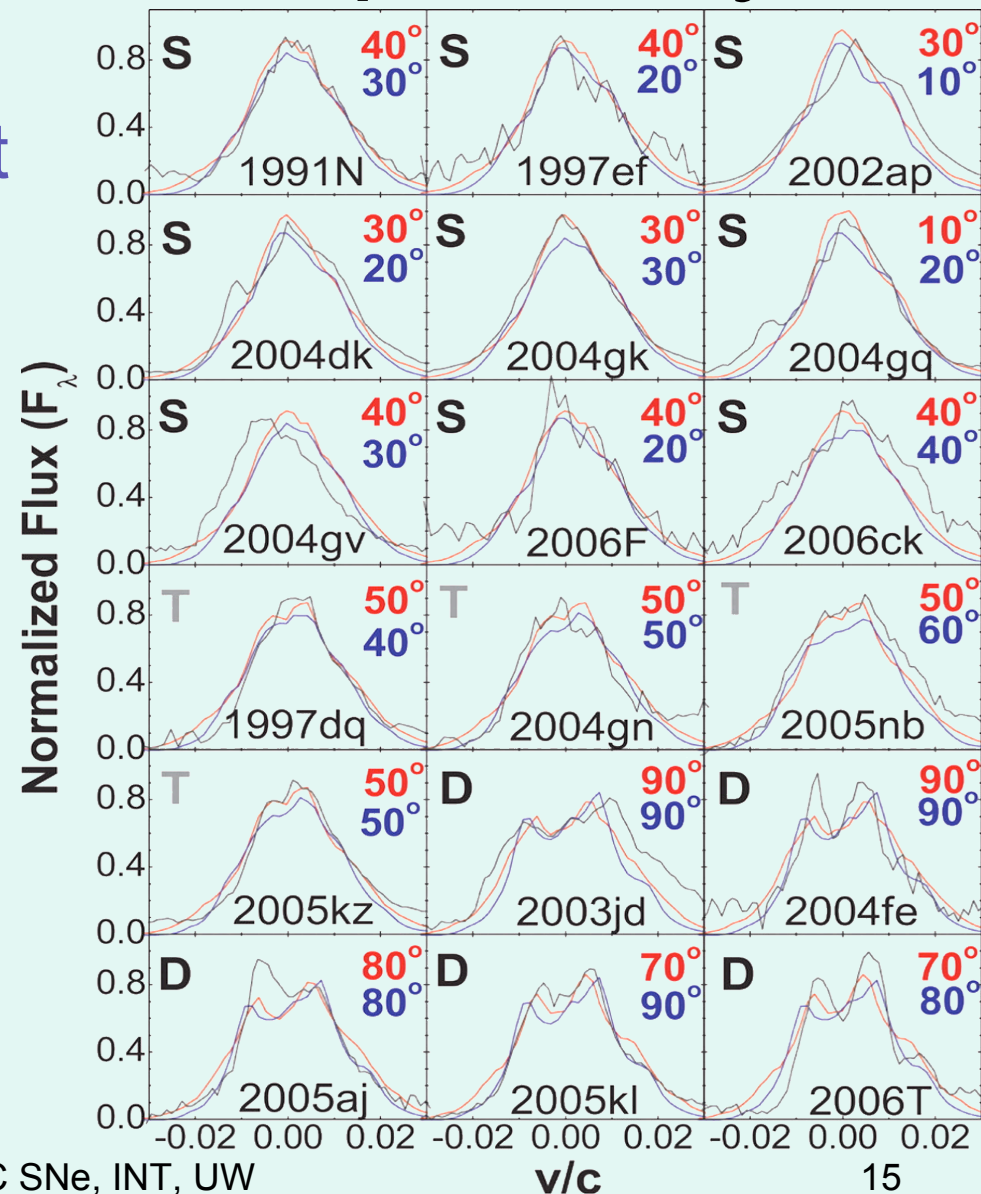 t
Normalized Flux (Fλ)
0.8
0.4
0.0
S
40°
30°
1991N
S
40°
20°
1997ef
S
30°
10°
2002ap
0.8
0.4
0.0
S
30°
20°
2004dk
S
30°
30°
2004gk
S
10°
20°
2004gq
0.8
0.4
0.0
S
40°
30°
2004gv
S
40°
20°
2006F
S
40°
40°
2006ck
0.8
0.4
0.0
T
50°
40°
1997dq
T
50°
50°
2004gn
T
50°
60°
2005nb
0.8
0.4
0.0
T
50°
50°
2005kz
D
90°
90°
2003jd
D
90°
90°
2004fe
0.8
0.4
0.0
D
80°
80°
2005aj
D
70°
90°
2005kl
D
70°
80°
2006T
-0.02 0.00 0.02
-0.02 0.00 0.02
-0.02 0.00 0.02
v/c
C SNe, INT, UW
15